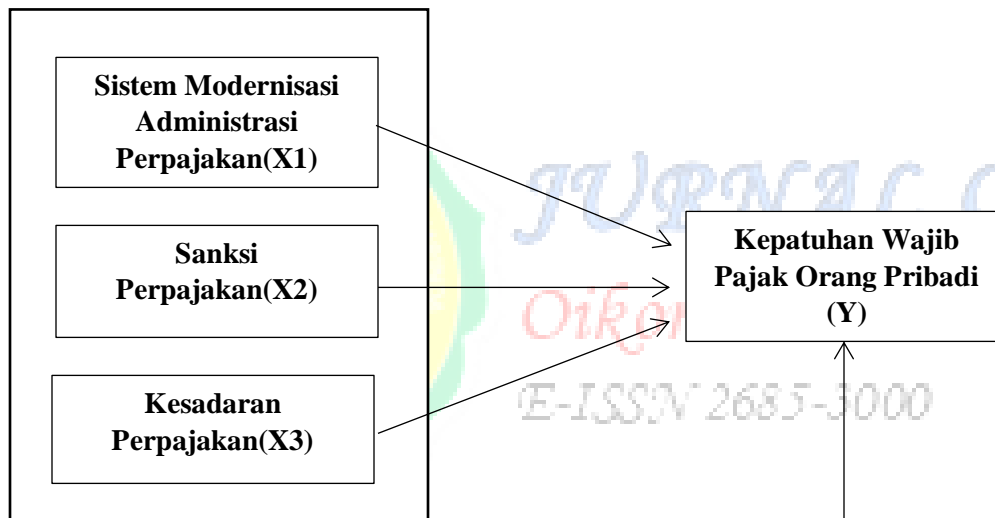 Sistem Modernisasi
Administrasi
Perpajakan(X1)
Sanksi
Perpajakan(X2)
Kesadaran
Perpajakan(X3)
Kepatuhan Wajib
Pajak Orang Pribadi
(Y)
JURNAL
E-ISSN 2685-3000